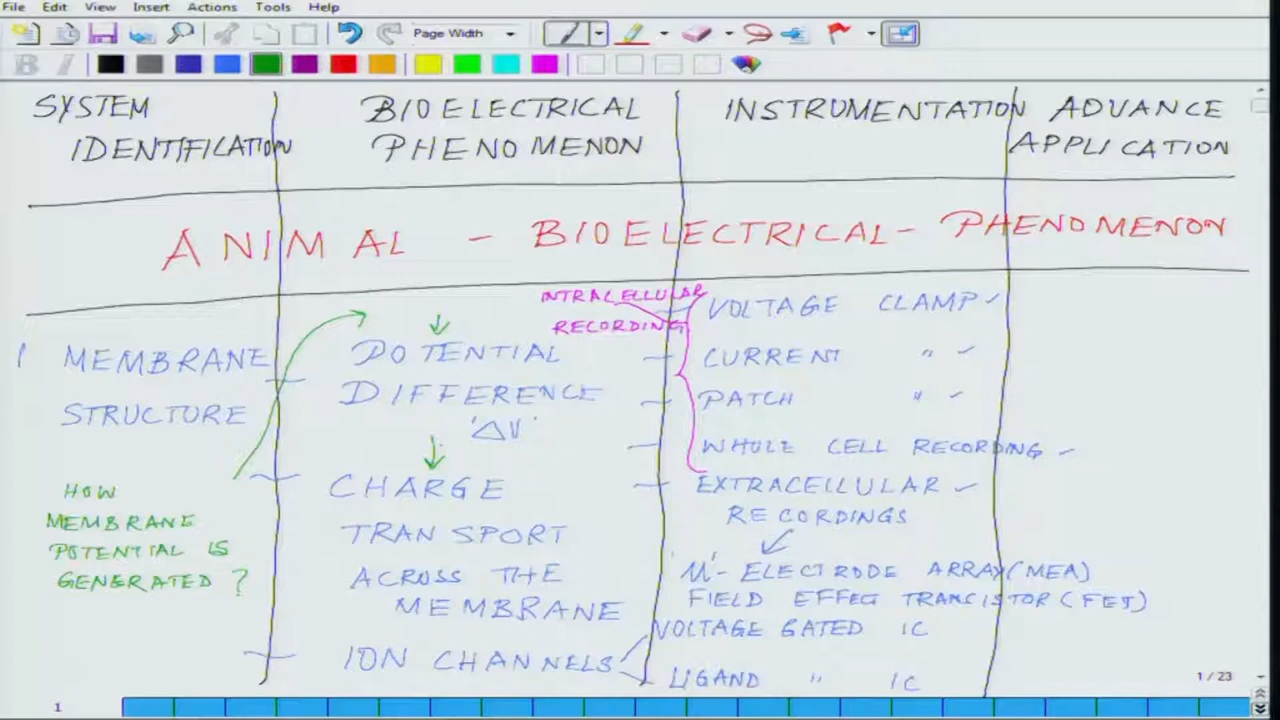 File Edit View Insert Actions Tools Help
Page Width
SYSTEM
IDENTIFICATION
BIOELECTRICAL
PHENOMENON
INSTRUMENTATION
ADVANCE
APPLICATION
ANIMAL - BIOELECTRICAL - PHENOMENON
1 MEMBRANE
STRUCTURE
HOW
MEMBRANE
POTENTIAL IS
GENERATED ?
POTENTIAL
DIFFERENCE
'ΔV'
CHARGE
TRANSPORT
ACROSS THE
MEMBRANE
ION CHANNELS
INTRACELLULAR
RECORDING
VOLTAGE CLAMP ✓
CURRENT " ✓
PATCH " ✓
WHOLE CELL RECORDING ✓
EXTRACELLULAR ✓
RECORDINGS
'M'- ELECTRODE ARRAY (MEA)
FIELD EFFECT TRANCISTOR (FET)
VOLTAGE GATED IC
LIGAND " IC
1 / 23
1